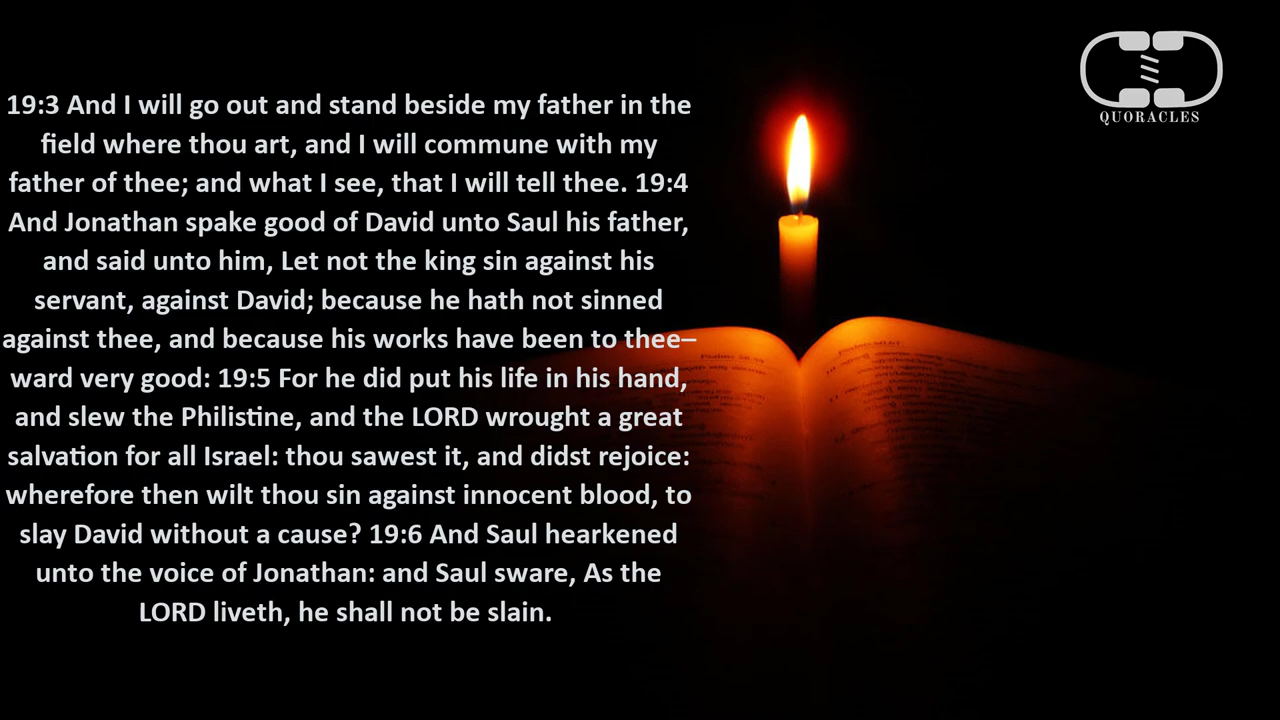 19:3 And I will go out and stand beside my father in the
field where thou art, and I will commune with my
father of thee; and what I see, that I will tell thee. 19:4
And Jonathan spake good of David unto Saul his father,
and said unto him, Let not the king sin against his
servant, against David; because he hath not sinned
against thee, and because his works have been to thee–
ward very good: 19:5 For he did put his life in his hand,
and slew the Philistine, and the LORD wrought a great
salvation for all Israel: thou sawest it, and didst rejoice:
wherefore then wilt thou sin against innocent blood, to
slay David without a cause? 19:6 And Saul hearkened
unto the voice of Jonathan: and Saul sware, As the
LORD liveth, he shall not be slain.
QUORACLES